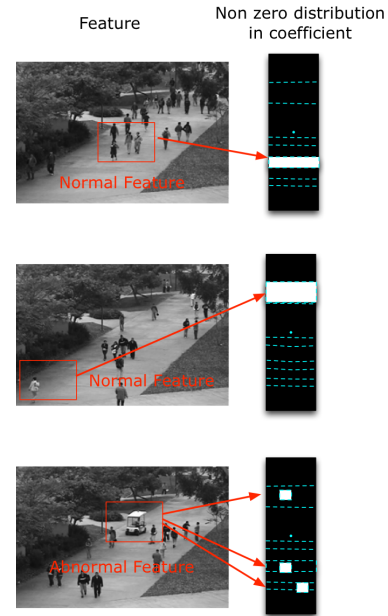 Feature
Non zero distribution
in coefficient
Normal Feature
Normal Feature
Abnormal Feature